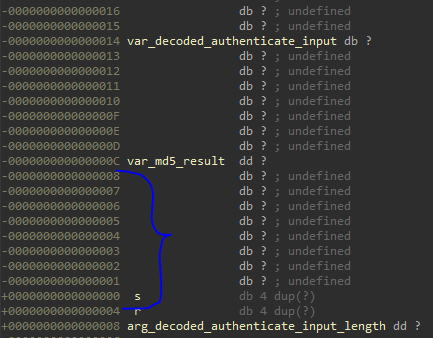 -0000000000000016 db ? ; undefined
-0000000000000015 db ? ; undefined
-0000000000000014 var_decoded_authenticate_input db ?
-0000000000000013 db ? ; undefined
-0000000000000012 db ? ; undefined
-0000000000000011 db ? ; undefined
-0000000000000010 db ? ; undefined
-000000000000000F db ? ; undefined
-000000000000000E db ? ; undefined
-000000000000000D db ? ; undefined
-000000000000000C var_md5_result dd ?
-0000000000000008 db ? ; undefined
-0000000000000007 db ? ; undefined
-0000000000000006 db ? ; undefined
-0000000000000005 db ? ; undefined
-0000000000000004 db ? ; undefined
-0000000000000003 db ? ; undefined
-0000000000000002 db ? ; undefined
-0000000000000001 db ? ; undefined
+0000000000000000 s db 4 dup(?)
+0000000000000004 r db 4 dup(?)
+0000000000000008 arg_decoded_authenticate_input_length dd ?